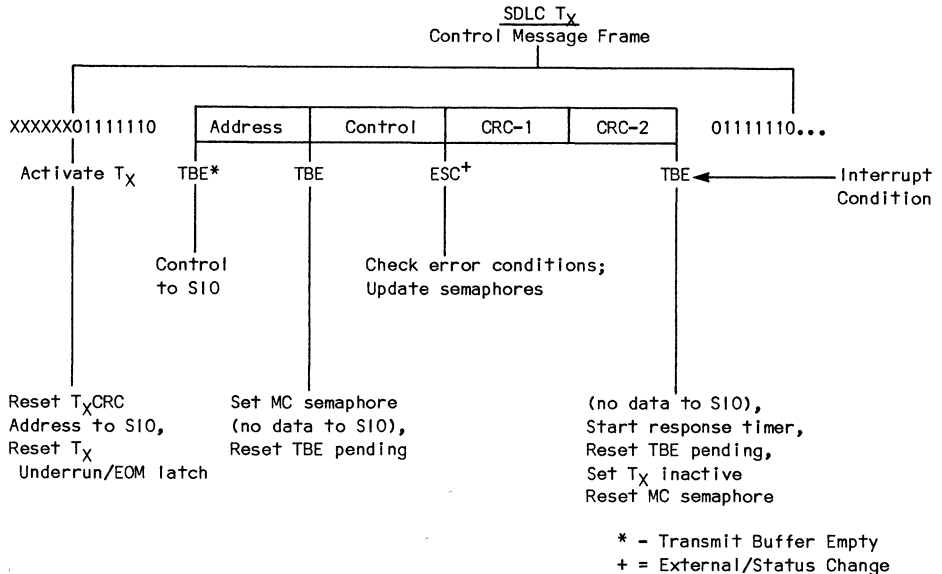 SDLC TX
Control Message Frame
XXXXXX01111110
Address
Control
CRC-1
CRC-2
01111110...
Activate TX
TBE*
TBE
ESC+
TBE
Interrupt
Condition
Control
to SIO
Check error conditions;
Update semaphores
Reset TXCRC
Address to SIO,
Reset TX
Underrun/EOM latch
Set MC semaphore
(no data to SIO),
Reset TBE pending
(no data to SIO),
Start response timer,
Reset TBE pending,
Set TX inactive
Reset MC semaphore
* - Transmit Buffer Empty
+ = External/Status Change